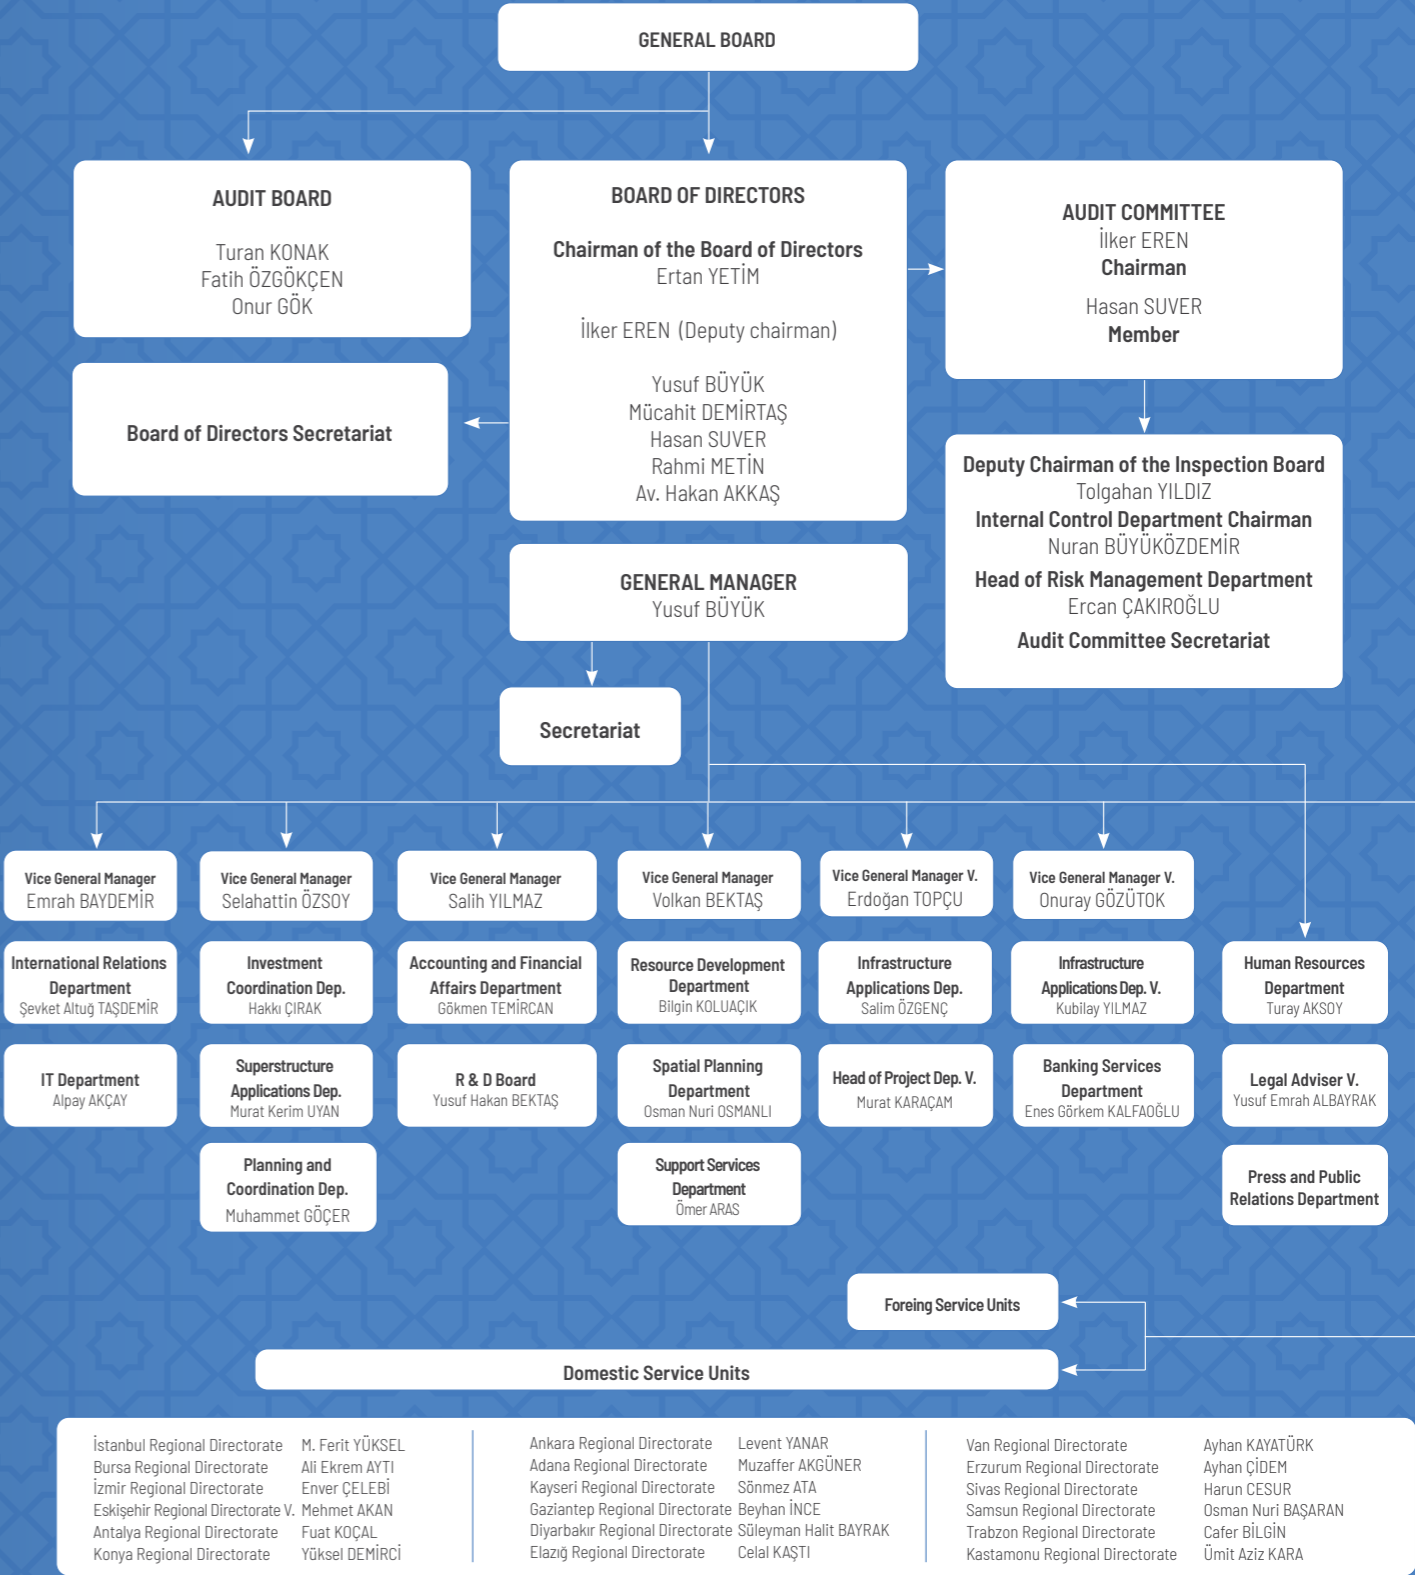 GENERAL BOARD
AUDIT BOARD
Turan KONAK
Fatih ÖZGÖKÇEN
Onur GÖK
BOARD OF DIRECTORS
Chairman of the Board of Directors
Ertan YETİM
İlker EREN (Deputy chairman)
Yusuf BÜYÜK
Mücahit DEMİRTAŞ
Hasan SUVER
Rahmi METİN
Av. Hakan AKKAŞ
AUDIT COMMITTEE
İlker EREN
Chairman
Hasan SUVER
Member
Board of Directors Secretariat
Deputy Chairman of the Inspection Board
Tolgahan YILDIZ
Internal Control Department Chairman
Nuran BÜYÜKÖZDEMİR
Head of Risk Management Department
Ercan ÇAKIROĞLU
Audit Committee Secretariat
GENERAL MANAGER
Yusuf BÜYÜK
Secretariat
Vice General Manager
Emrah BAYDEMİR
Vice General Manager
Selahattin ÖZSOY
Vice General Manager
Salih YILMAZ
Vice General Manager
Volkan BEKTAŞ
Vice General Manager V.
Erdoğan TOPÇU
Vice General Manager V.
Onuray GÖZÜTOK
International Relations
Department
Şevket Altuğ TAŞDEMİR
Investment
Coordination Dep.
Hakkı ÇIRAK
Accounting and Financial
Affairs Department
Gökmen TEMİRCAN
Resource Development
Department
Bilgin KOLUAÇIK
Infrastructure
Applications Dep.
Salim ÖZGENÇ
Infrastructure
Applications Dep. V.
Kubilay YILMAZ
Human Resources
Department
Turay AKSOY
IT Department
Alpay AKÇAY
Superstructure
Applications Dep.
Murat Kerim UYAN
R & D Board
Yusuf Hakan BEKTAŞ
Spatial Planning
Department
Osman Nuri OSMANLI
Head of Project Dep. V.
Murat KARAÇAM
Banking Services
Department
Enes Görkem KALFAOĞLU
Legal Adviser V.
Yusuf Emrah ALBAYRAK
Planning and
Coordination Dep.
Muhammet GÖÇER
Support Services
Department
Ömer ARAS
Press and Public
Relations Department
Foreing Service Units
Domestic Service Units
İstanbul Regional Directorate M. Ferit YÜKSEL
Bursa Regional Directorate Ali Ekrem AYTI
İzmir Regional Directorate Enver ÇELEBİ
Eskişehir Regional Directorate V. Mehmet AKAN
Antalya Regional Directorate Fuat KOÇAL
Konya Regional Directorate Yüksel DEMİRCİ
Ankara Regional Directorate Levent YANAR
Adana Regional Directorate Muzaffer AKGÜNER
Kayseri Regional Directorate Sönmez ATA
Gaziantep Regional Directorate Beyhan İNCE
Diyarbakır Regional Directorate Süleyman Halit BAYRAK
Elazığ Regional Directorate Celal KAŞTI
Van Regional Directorate Ayhan KAYATÜRK
Erzurum Regional Directorate Ayhan ÇİDEM
Sivas Regional Directorate Harun CESUR
Samsun Regional Directorate Osman Nuri BAŞARAN
Trabzon Regional Directorate Cafer BİLGİN
Kastamonu Regional Directorate Ümit Aziz KARA